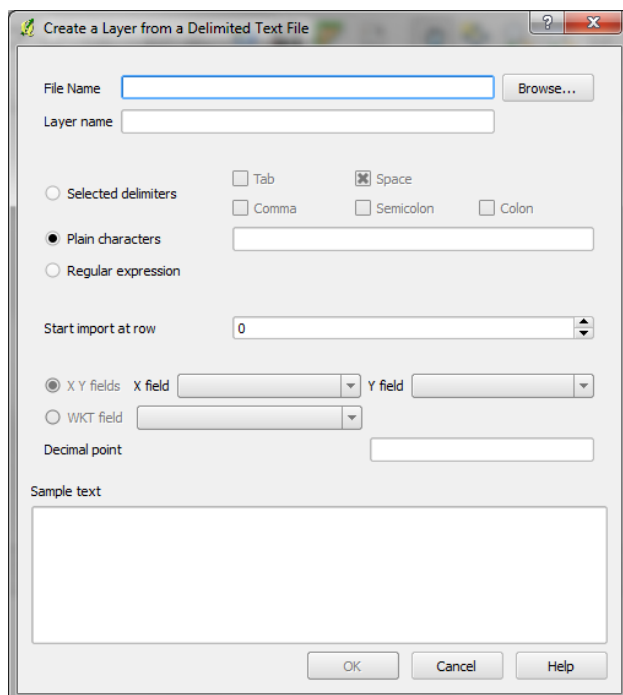 Create a Layer from a Delimited Text File
File Name
Browse...
Layer name
Selected delimiters
Tab
Space
Comma
Semicolon
Colon
Plain characters
Regular expression
Start import at row
0
X Y fields
X field
Y field
WKT field
Decimal point
Sample text
OK
Cancel
Help